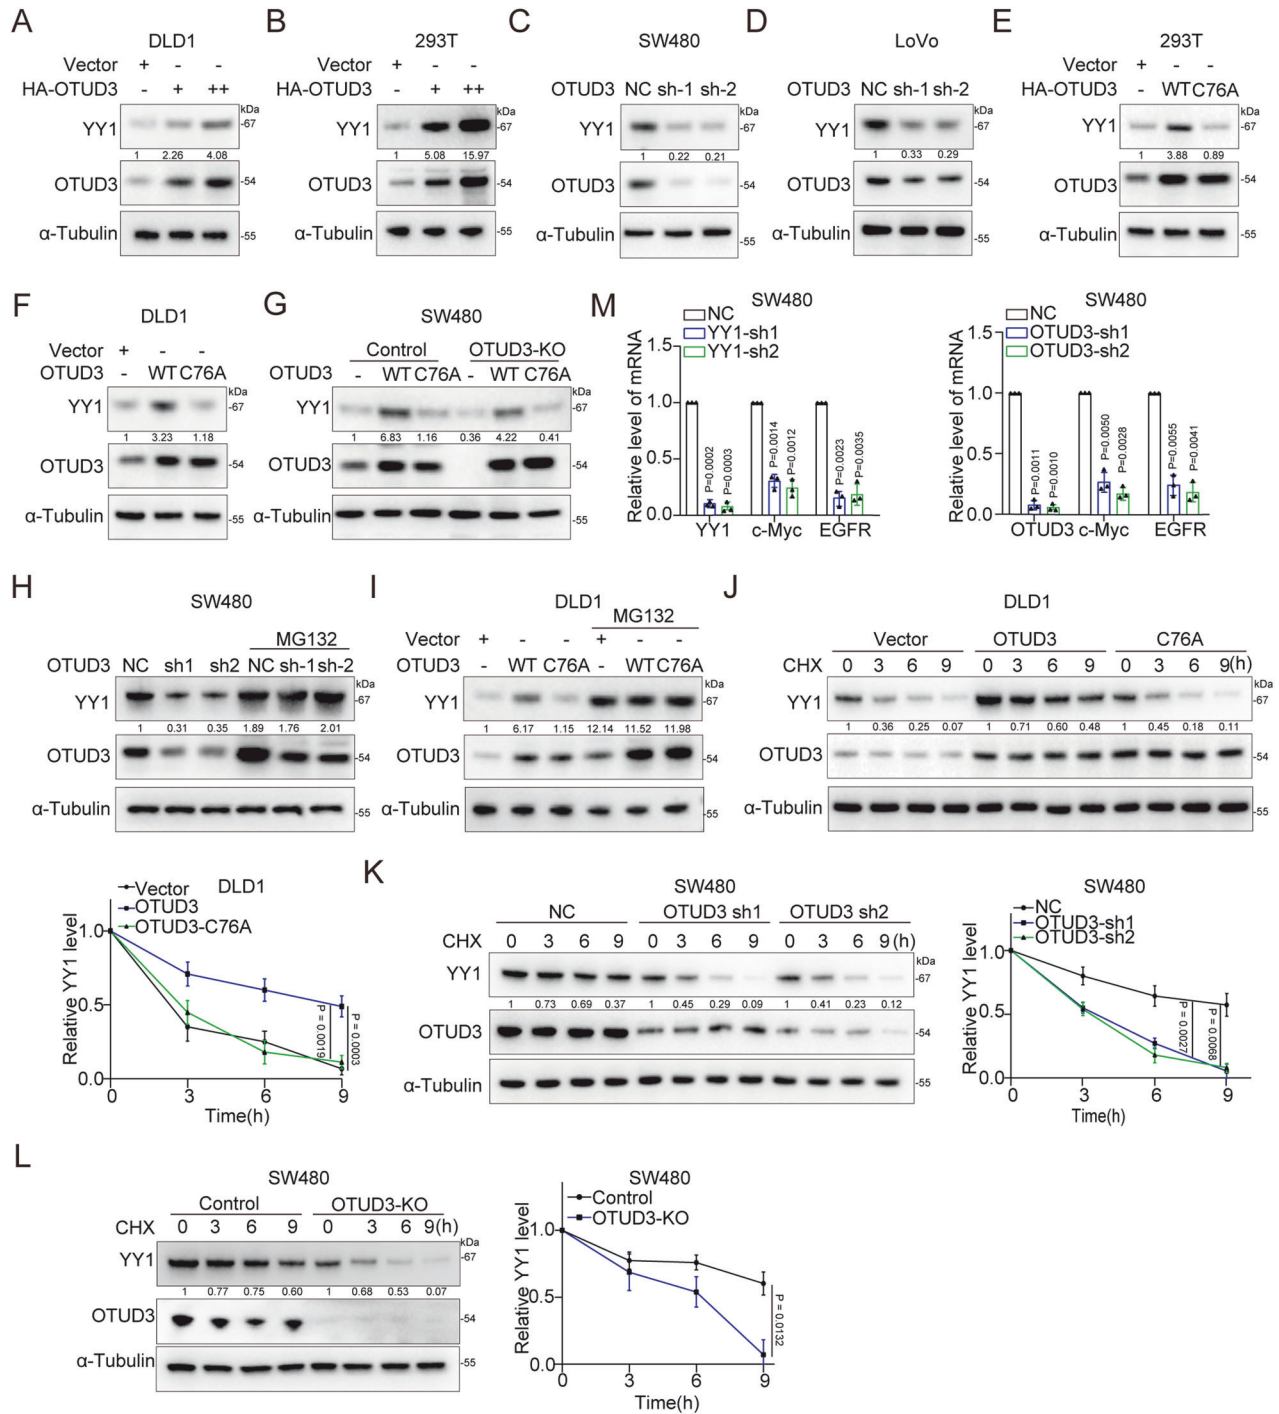 A
DLD1
Vector + - -
HA-OTUD3 - + ++
kDa
YY1 -67
1 2.26 4.08
OTUD3 -54
α-Tubulin -55
B
293T
Vector + - -
HA-OTUD3 - + ++
kDa
YY1 -67
1 5.08 15.97
OTUD3 -54
α-Tubulin -55
C
SW480
OTUD3 NC sh-1 sh-2
kDa
YY1 -67
1 0.22 0.21
OTUD3 -54
α-Tubulin -55
D
LoVo
OTUD3 NC sh-1 sh-2
kDa
YY1 -67
1 0.33 0.29
OTUD3 -54
α-Tubulin -55
E
293T
Vector + - -
HA-OTUD3 - WT C76A
kDa
YY1 -67
1 3.88 0.89
OTUD3 -54
α-Tubulin -55
F
DLD1
Vector + - -
OTUD3 - WT C76A
kDa
YY1 -67
1 3.23 1.18
OTUD3 -54
α-Tubulin -55
G
SW480
Control OTUD3-KO
OTUD3 - WT C76A - WT C76A
kDa
YY1 -67
1 6.83 1.16 0.36 4.22 0.41
OTUD3 -54
α-Tubulin -55
M
SW480
NC
YY1-sh1
YY1-sh2
Relative level of mRNA
1.5
1.0
0.5
0.0
P=0.0002
P=0.0003
P=0.0014
P=0.0012
P=0.0023
P=0.0035
YY1 c-Myc EGFR
SW480
NC
OTUD3-sh1
OTUD3-sh2
Relative level of mRNA
1.5
1.0
0.5
0.0
P=0.0011
P=0.0010
P=0.0050
P=0.0028
P=0.0055
P=0.0041
OTUD3 c-Myc EGFR
H
SW480
MG132
OTUD3 NC sh1 sh2 NC sh-1 sh-2
kDa
YY1 -67
1 0.31 0.35 1.89 1.76 2.01
OTUD3 -54
α-Tubulin -55
I
DLD1
MG132
Vector + - - + - -
OTUD3 - WT C76A - WT C76A
kDa
YY1 -67
1 6.17 1.15 12.14 11.52 11.98
OTUD3 -54
α-Tubulin -55
J
DLD1
Vector OTUD3 C76A
CHX 0 3 6 9 0 3 6 9 0 3 6 9(h)
kDa
YY1 -67
1 0.36 0.25 0.07 1 0.71 0.60 0.48 1 0.45 0.18 0.11
OTUD3 -54
α-Tubulin -55
DLD1
Vector
OTUD3
OTUD3-C76A
Relative YY1 level
1.0
0.5
0.0
P = 0.0019
P = 0.0003
0 3 6 9
Time(h)
K
SW480
NC OTUD3 sh1 OTUD3 sh2
CHX 0 3 6 9 0 3 6 9 0 3 6 9 (h)
kDa
YY1 -67
1 0.73 0.69 0.37 1 0.45 0.29 0.09 1 0.41 0.23 0.12
OTUD3 -54
α-Tubulin -55
SW480
NC
OTUD3-sh1
OTUD3-sh2
Relative YY1 level
1.0
0.5
0.0
P = 0.0027
P = 0.0068
0 3 6 9
Time(h)
L
SW480
Control OTUD3-KO
CHX 0 3 6 9 0 3 6 9(h)
kDa
YY1 -67
1 0.77 0.75 0.60 1 0.68 0.53 0.07
OTUD3 -54
α-Tubulin -55
SW480
Control
OTUD3-KO
Relative YY1 level
1.0
0.5
0.0
P = 0.0132
0 3 6 9
Time(h)